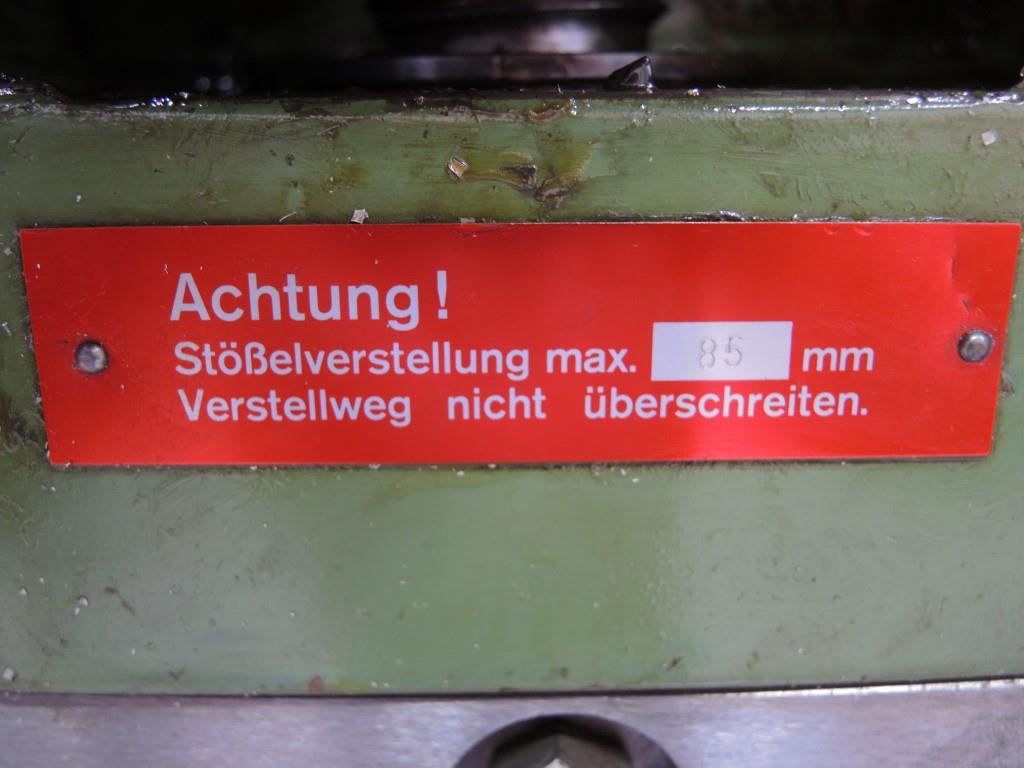 Achtung!
Stößelverstellung max. 85 mm
Verstellweg nicht überschreiten.